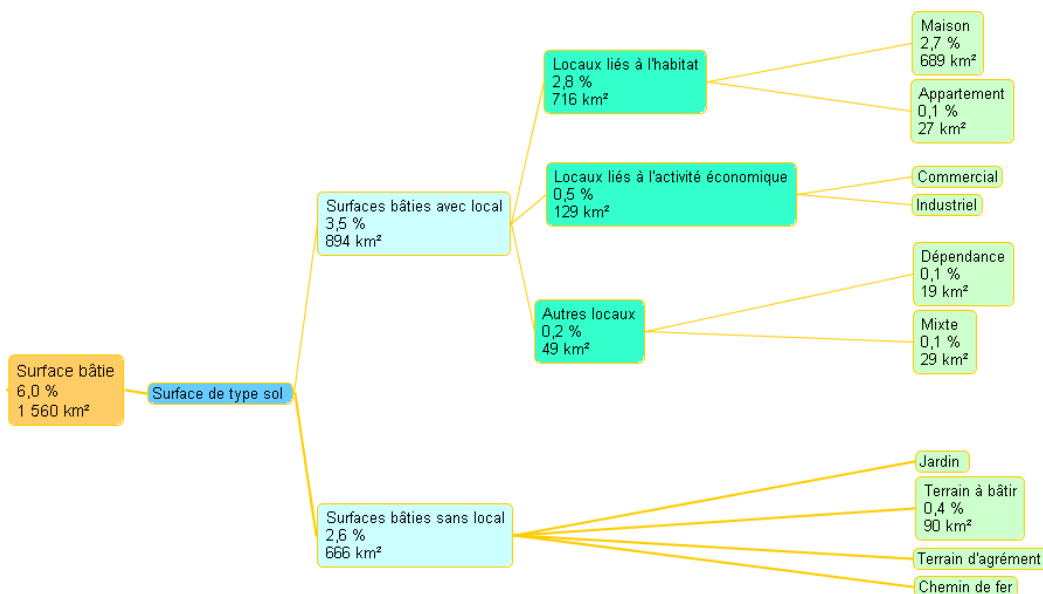 Surface bâtie
6,0 %
1 560 km²
Surface de type sol
Surfaces bâties avec local
3,5 %
894 km²
Locaux liés à l'habitat
2,8 %
716 km²
Maison
2,7 %
689 km²
Appartement
0,1 %
27 km²
Locaux liés à l'activité économique
0,5 %
129 km²
Commercial
Industriel
Autres locaux
0,2 %
49 km²
Dépendance
0,1 %
19 km²
Mixte
0,1 %
29 km²
Surfaces bâties sans local
2,6 %
666 km²
Jardin
Terrain à bâtir
0,4 %
90 km²
Terrain d'agrément
Chemin de fer